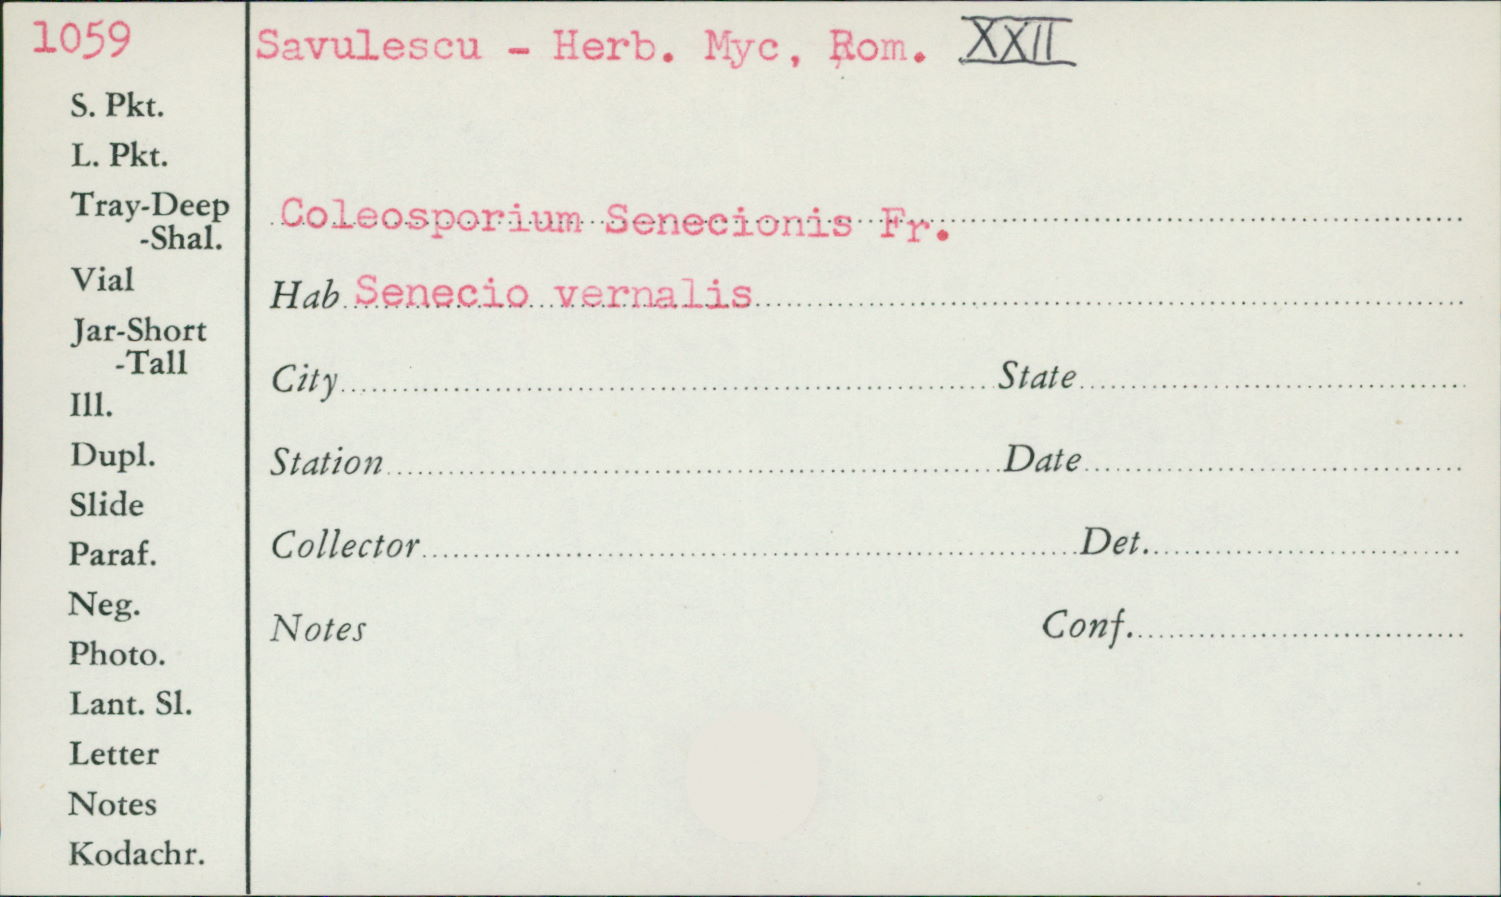 1059
Savulescu - Herb. Myc, Rom. XXII
S. Pkt.
L. Pkt.
Tray-Deep
-Shal.
Vial
Jar-Short
-Tall
Ill.
Dupl.
Slide
Paraf.
Neg.
Photo.
Lant. Sl.
Letter
Notes
Kodachr.
Coleosporium Senecionis Fr.
Hab Senecio vernalis
City State
Station Date
Collector Det.
Notes Conf.